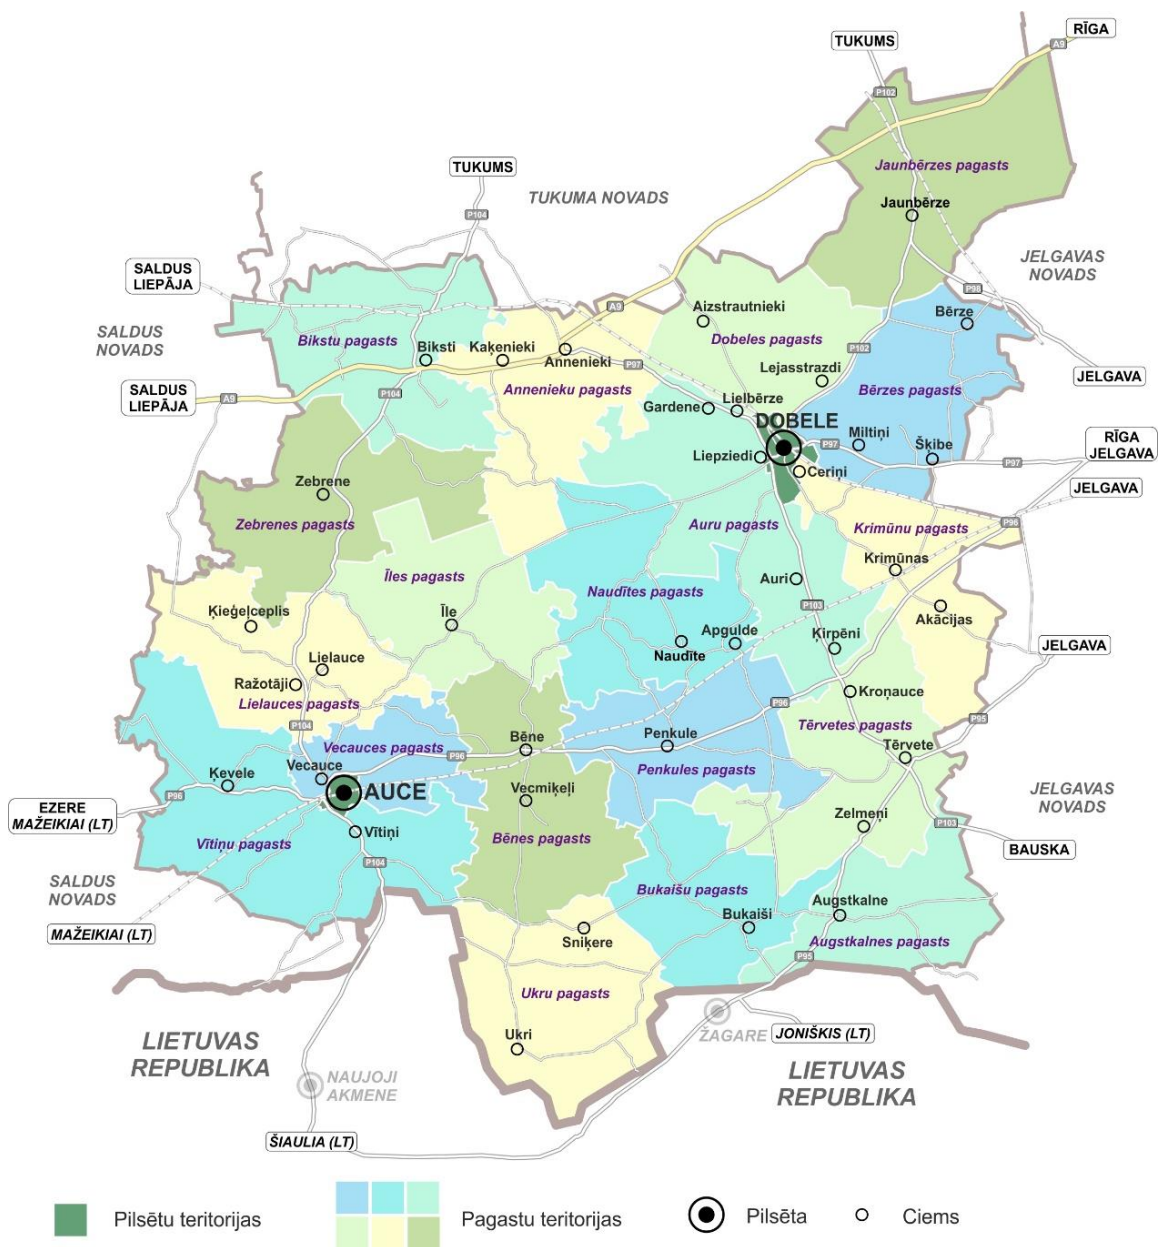 RĪGA
A9
TUKUMS
P102
Jaunbērzes pagasts
TUKUMS
TUKUMA NOVADS
Jaunbērze
P104
JELGAVAS
NOVADS
SALDUS
LIEPĀJA
P98
Aizstrautnieki
A9
Bērze
SALDUS
NOVADS
Bikstu pagasts
Dobeles pagasts
Biksti
Kaķenieki
Annenieki
P97
P102
Lejasstrazdi
JELGAVA
Annenieku pagasts
Bērzes pagasts
SALDUS
LIEPĀJA
A9
P104
Gardene
Lielbērze
DOBELE
P97
Miltiņi
Šķibe
RĪGA
JELGAVA
Liepziedi
P97
Ceriņi
Zebrene
JELGAVA
Zebrenes pagasts
Auru pagasts
Krimūnu pagasts
P96
Krimūnas
Īles pagasts
Auri
Naudītes pagasts
Ķieģeļceplis
Īle
P103
Akācijas
Apgulde
Ķirpēni
Naudīte
JELGAVA
Lielauce
Ražotāji
Kroņauce
Lielauces pagasts
P96
P104
P95
Tērvetes pagasts
Bēne
Penkule
Vecauces pagasts
P96
P96
Tērvete
Vecauce
Penkules pagasts
Ķevele
AUCE
Vecmiķeļi
JELGAVAS
NOVADS
P96
EZERE
MAŽEIKIAI (LT)
Vītiņi
Zelmeņi
P103
Vītiņu pagasts
Bēnes pagasts
BAUSKA
P104
SALDUS
NOVADS
Bukaišu pagasts
Augstkalne
Bukaiši
MAŽEIKIAI (LT)
Sniķere
Augstkalnes pagasts
P95
Ukru pagasts
LIETUVAS
REPUBLIKA
Ukri
ŽAGARE
JONIŠKIS (LT)
LIETUVAS
REPUBLIKA
NAUJOJI
AKMENE
ŠIAULIA (LT)
Pilsētu teritorijas
Pagastu teritorijas
Pilsēta
Ciems